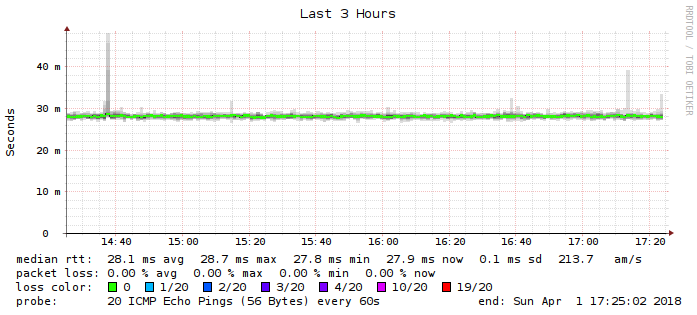 Last 3 Hours
RRDTOOL / TOBI OETIKER
Seconds
40 m
30 m
20 m
10 m
0
14:40 15:00 15:20 15:40 16:00 16:20 16:40 17:00 17:20
median rtt: 28.1 ms avg 28.7 ms max 27.8 ms min 27.9 ms now 0.1 ms sd 213.7 am/s
packet loss: 0.00 % avg 0.00 % max 0.00 % min 0.00 % now
loss color: 0 1/20 2/20 3/20 4/20 10/20 19/20
probe: 20 ICMP Echo Pings (56 Bytes) every 60s end: Sun Apr 1 17:25:02 2018